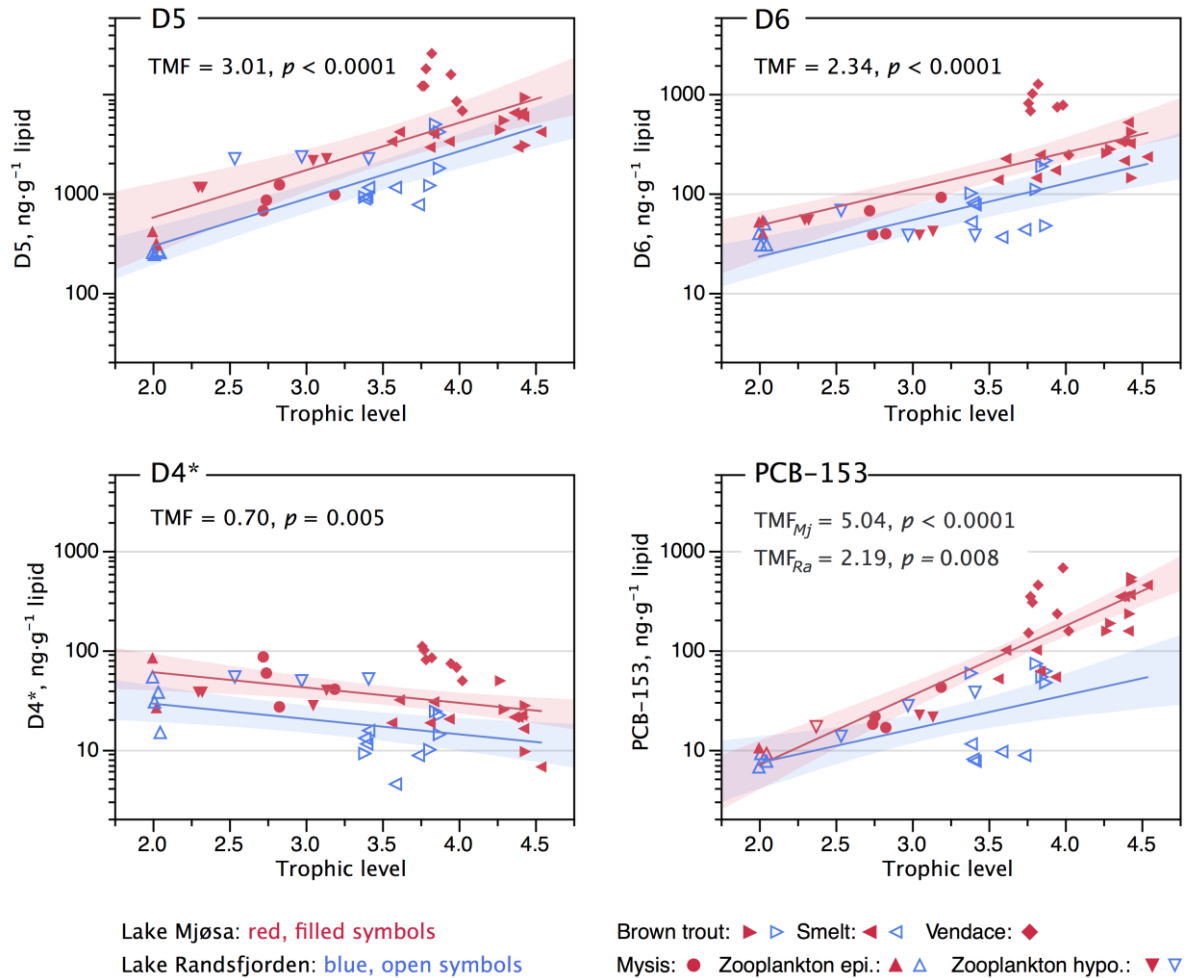 D5
TMF = 3.01, p < 0.0001
D5, ng·g⁻¹ lipid
1000
100
2.0 2.5 3.0 3.5 4.0 4.5
Trophic level
D6
TMF = 2.34, p < 0.0001
D6, ng·g⁻¹ lipid
1000
100
10
2.0 2.5 3.0 3.5 4.0 4.5
Trophic level
D4*
TMF = 0.70, p = 0.005
D4*, ng·g⁻¹ lipid
1000
100
10
2.0 2.5 3.0 3.5 4.0 4.5
Trophic level
PCB-153
TMF_Mj = 5.04, p < 0.0001
TMF_Ra = 2.19, p = 0.008
PCB-153, ng·g⁻¹ lipid
1000
100
10
2.0 2.5 3.0 3.5 4.0 4.5
Trophic level
Lake Mjøsa: red, filled symbols
Lake Randsfjorden: blue, open symbols
Brown trout: Smelt: Vendace:
Mysis: Zooplankton epi.: Zooplankton hypo.: